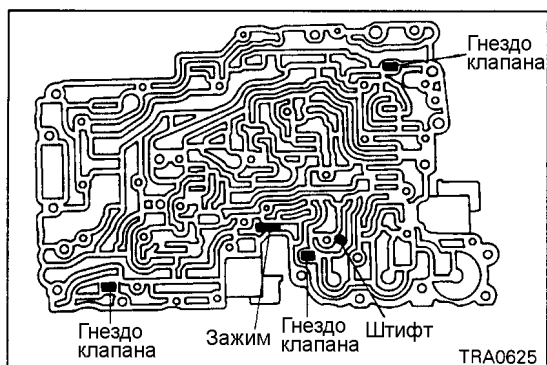 Гнездо
клапана
Гнездо
клапана
Зажим
Гнездо
клапана
Штифт
TRA0625